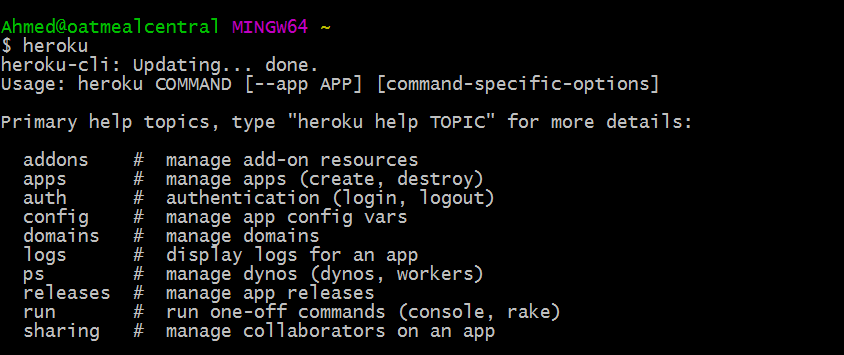 Ahmed@oatmealcentral MINGW64 ~
$ heroku
heroku-cli: Updating... done.
Usage: heroku COMMAND [--app APP] [command-specific-options]
Primary help topics, type "heroku help TOPIC" for more details:
addons # manage add-on resources
apps # manage apps (create, destroy)
auth # authentication (login, logout)
config # manage app config vars
domains # manage domains
logs # display logs for an app
ps # manage dynos (dynos, workers)
releases # manage app releases
run # run one-off commands (console, rake)
sharing # manage collaborators on an app